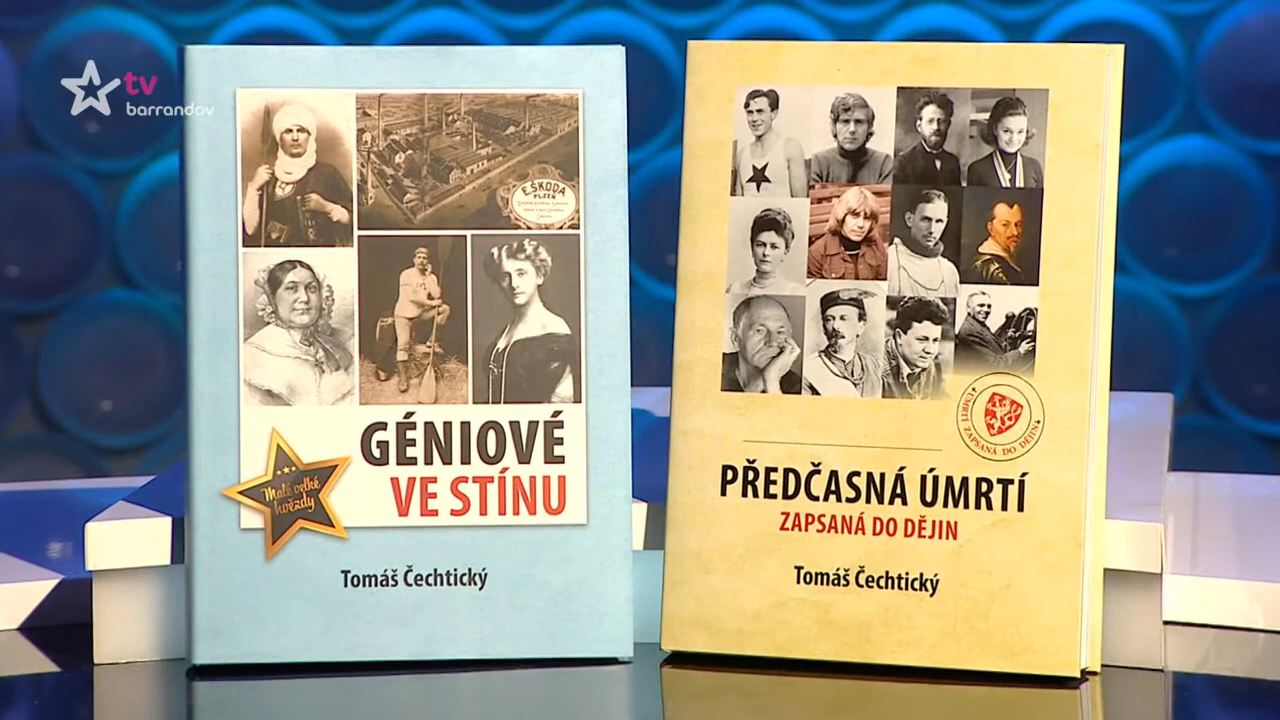 tv
barrandov
E. ŠKODA
PLZEŇ
GÉNIOVÉ
VE STÍNU
Malé velké
hvězdy
Tomáš Čechtický
ÚMRTÍ ZAPSANÁ DO DĚJIN
PŘEDČASNÁ ÚMRTÍ
ZAPSANÁ DO DĚJIN
Tomáš Čechtický